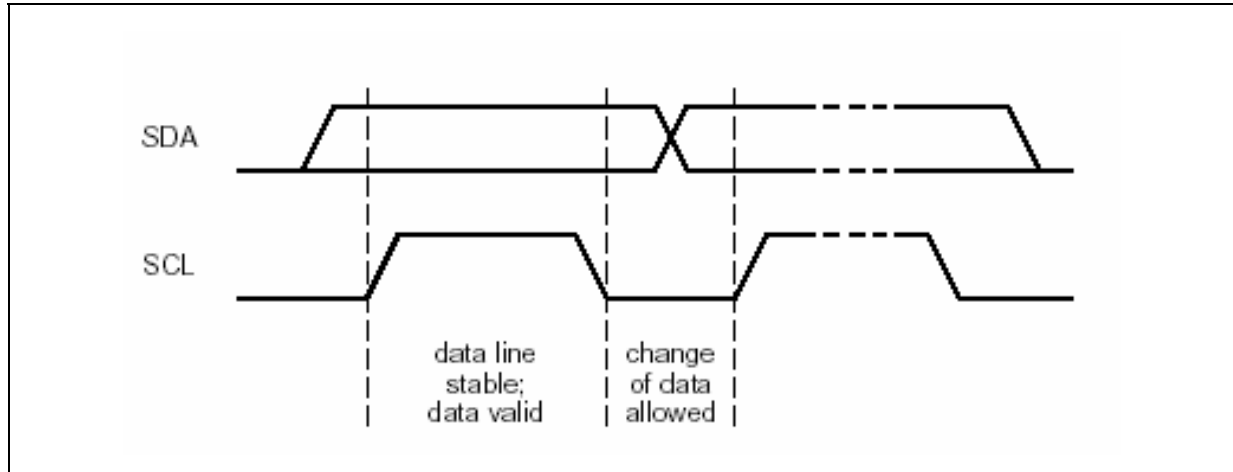 SDA
SCL
data line
stable;
data valid
change
of data
allowed